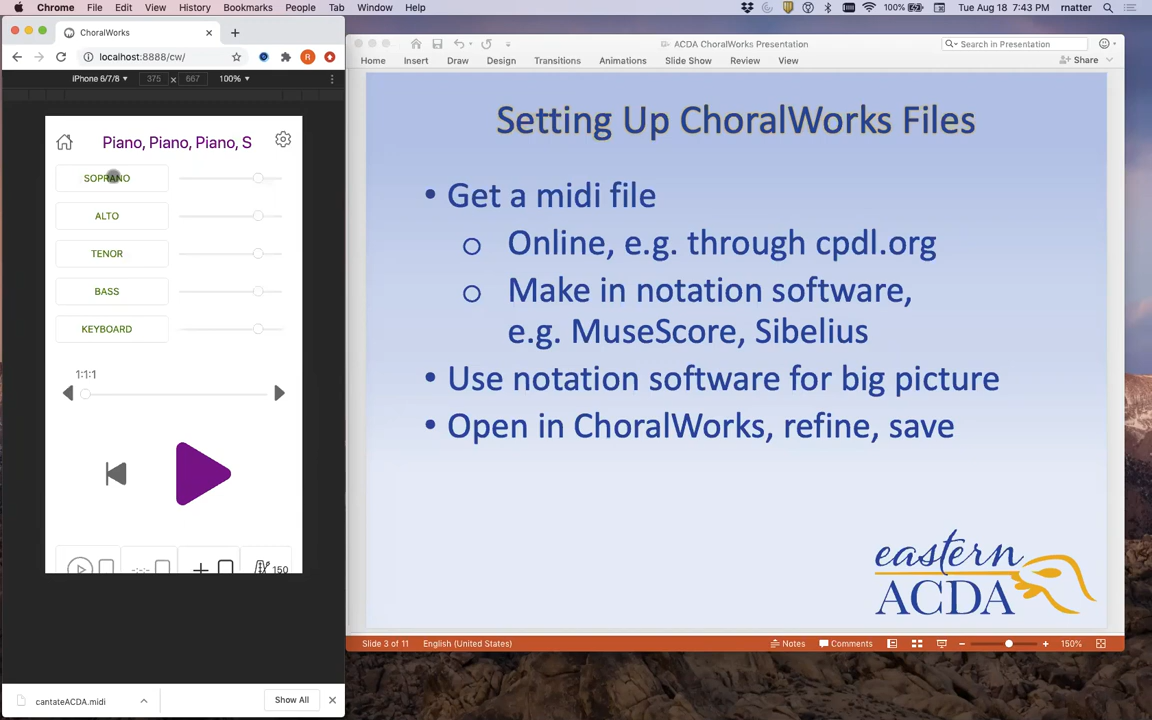 Chrome File Edit View History Bookmarks People Tab Window Help 100% Tue Aug 18 7:43 PM rnatter
ChoralWorks
localhost:8888/cw/
R
iPhone 6/7/8 375 × 667 100%
Piano, Piano, Piano, S
SOPRANO
ALTO
TENOR
BASS
KEYBOARD
1:1:1
150
cantateACDA.midi Show All
ACDA ChoralWorks Presentation
Search in Presentation
Home Insert Draw Design Transitions Animations Slide Show Review View Share
Setting Up ChoralWorks Files
• Get a midi file
o Online, e.g. through cpdl.org
o Make in notation software,
e.g. MuseScore, Sibelius
• Use notation software for big picture
• Open in ChoralWorks, refine, save
eastern
ACDA
Slide 3 of 11 English (United States) Notes Comments 150%